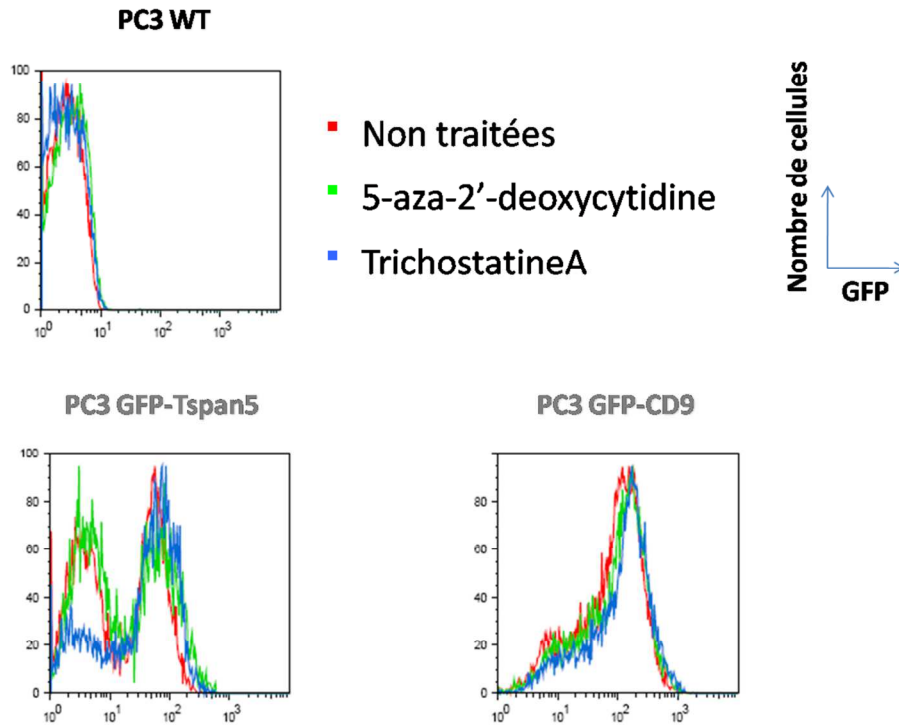 PC3 WT
100
80
60
40
20
0
10^0 10^1 10^2 10^3
Non traitées
5-aza-2'-deoxycytidine
TrichostatineA
Nombre de cellules
GFP
PC3 GFP-Tspan5
100
80
60
40
20
0
10^0 10^1 10^2 10^3
PC3 GFP-CD9
80
60
40
20
0
10^0 10^1 10^2 10^3